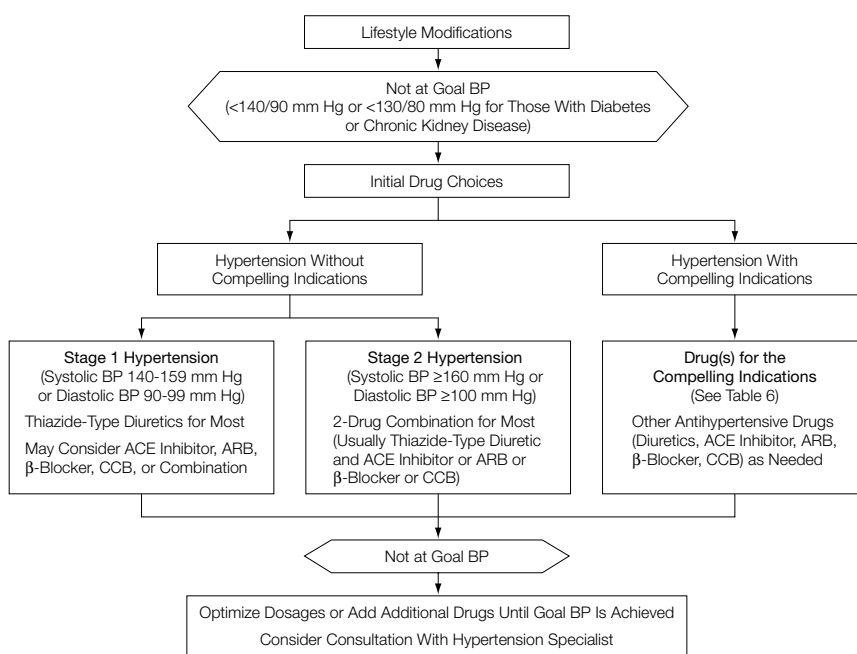 Lifestyle Modifications
Not at Goal BP
(<140/90 mm Hg or <130/80 mm Hg for Those With Diabetes
or Chronic Kidney Disease)
Initial Drug Choices
Hypertension Without
Compelling Indications
Hypertension With
Compelling Indications
Stage 1 Hypertension
(Systolic BP 140-159 mm Hg
or Diastolic BP 90-99 mm Hg)
Thiazide-Type Diuretics for Most
May Consider ACE Inhibitor, ARB,
β-Blocker, CCB, or Combination
Stage 2 Hypertension
(Systolic BP ≥160 mm Hg or
Diastolic BP ≥100 mm Hg)
2-Drug Combination for Most
(Usually Thiazide-Type Diuretic
and ACE Inhibitor or ARB or
β-Blocker or CCB)
Drug(s) for the
Compelling Indications
(See Table 6)
Other Antihypertensive Drugs
(Diuretics, ACE Inhibitor, ARB,
β-Blocker, CCB) as Needed
Not at Goal BP
Optimize Dosages or Add Additional Drugs Until Goal BP Is Achieved
Consider Consultation With Hypertension Specialist